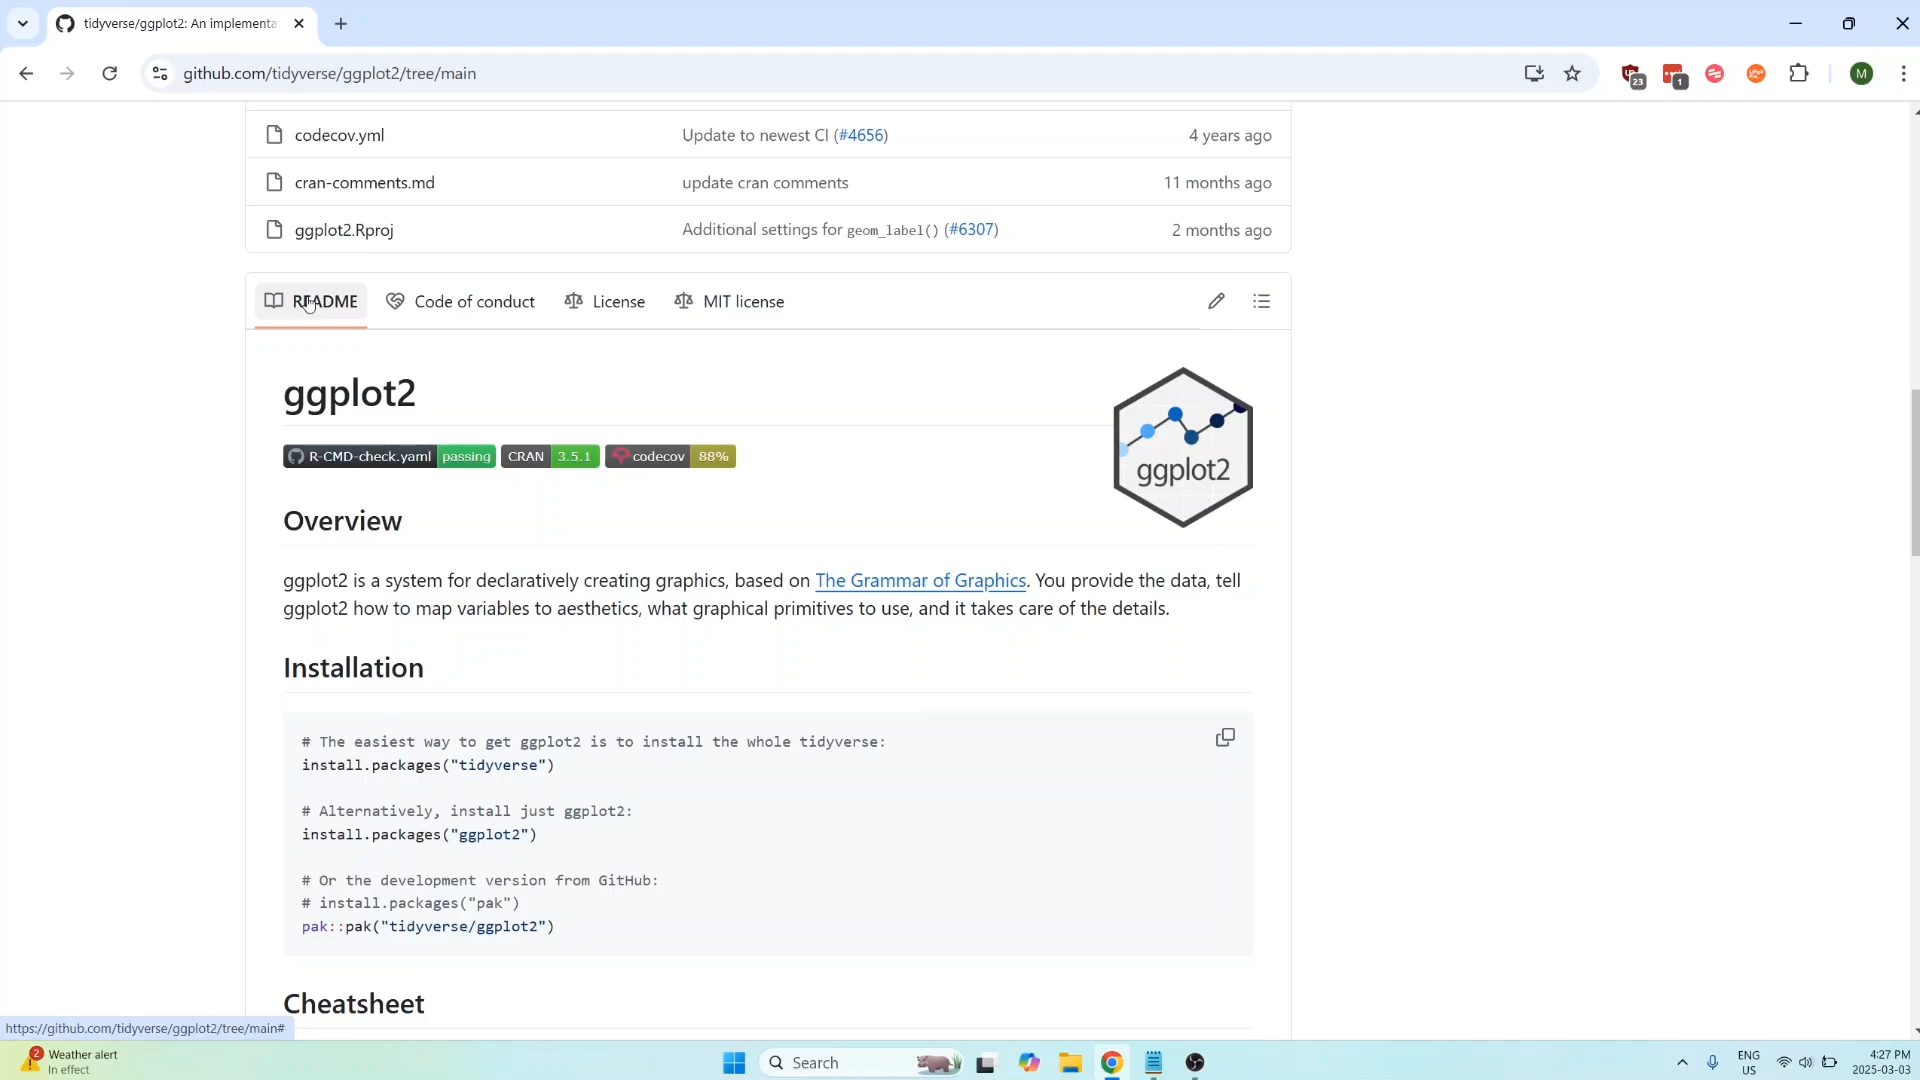 tidyverse/ggplot2: An implementa
github.com/tidyverse/ggplot2/tree/main
23
1
M
codecov.yml Update to newest CI (#4656) 4 years ago
cran-comments.md update cran comments 11 months ago
ggplot2.Rproj Additional settings for geom_label() (#6307) 2 months ago
README Code of conduct License MIT license
ggplot2
R-CMD-check.yaml passing CRAN 3.5.1 codecov 88%
ggplot2
Overview
ggplot2 is a system for declaratively creating graphics, based on The Grammar of Graphics. You provide the data, tell
ggplot2 how to map variables to aesthetics, what graphical primitives to use, and it takes care of the details.
Installation
# The easiest way to get ggplot2 is to install the whole tidyverse:
install.packages("tidyverse")
# Alternatively, install just ggplot2:
install.packages("ggplot2")
# Or the development version from GitHub:
# install.packages("pak")
pak::pak("tidyverse/ggplot2")
Cheatsheet
https://github.com/tidyverse/ggplot2/tree/main#
2
Weather alert
In effect
Search
ENG
US
4:27 PM
2025-03-03